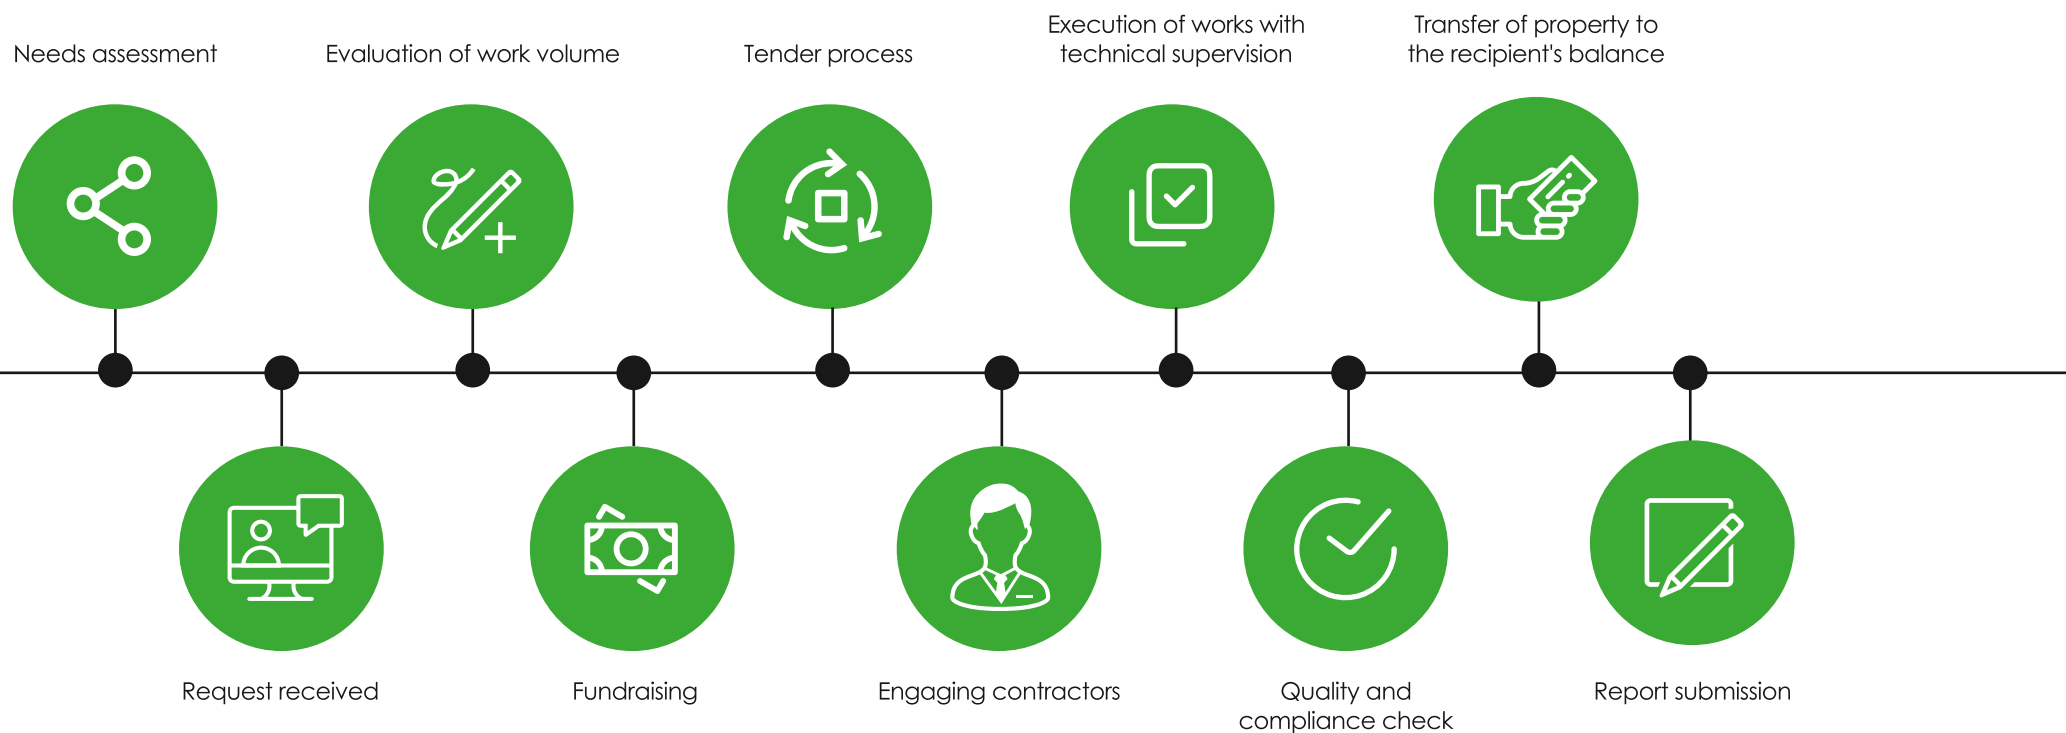 Needs assessment
Evaluation of work volume
Tender process
Execution of works with
technical supervision
Transfer of property to
the recipient's balance
Request received
Fundraising
Engaging contractors
Quality and
compliance check
Report submission